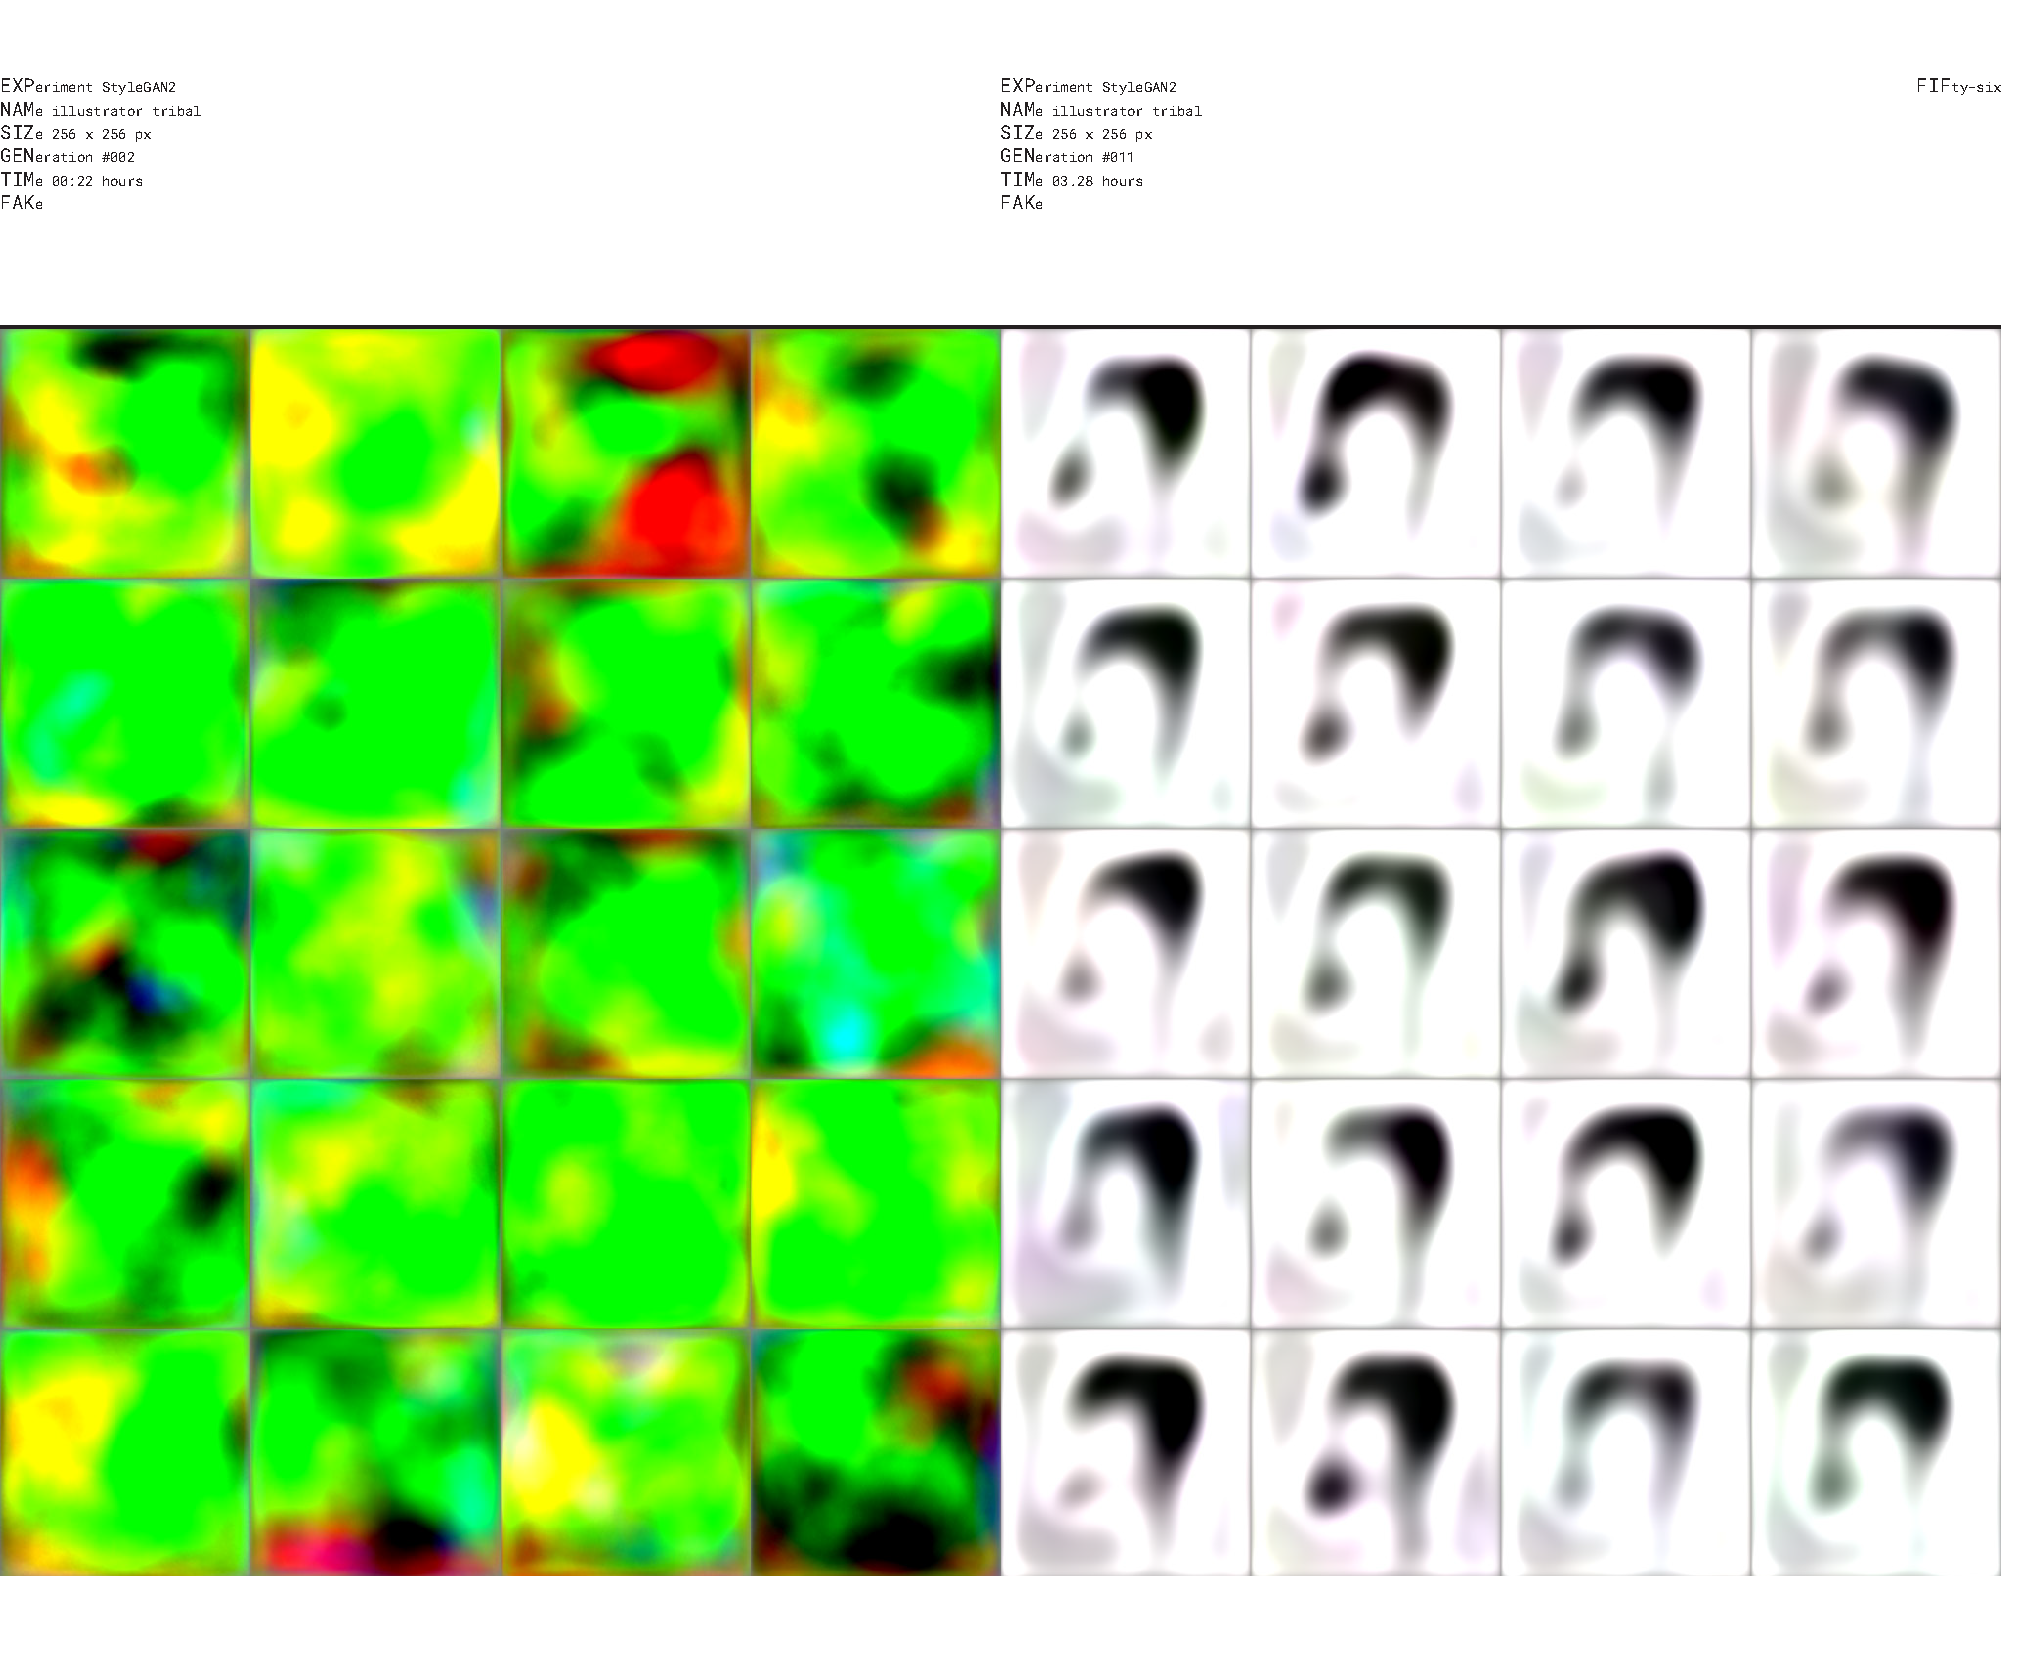 EXPeriment StyleGAN2
NAMe illustrator tribal
SIZe 256 x 256 px
GENeration #002
TIMe 00:22 hours
FAKe
EXPeriment StyleGAN2
NAMe illustrator tribal
SIZe 256 x 256 px
GENeration #011
TIMe 03.28 hours
FAKe
FIFty-six